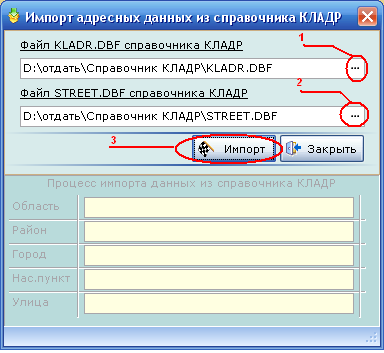 Импорт адресных данных из справочника КЛАДР
1
Файл KLADR.DBF справочника КЛАДР
D:\отдать\Справочник КЛАДР\KLADR.DBF ...
2
Файл STREET.DBF справочника КЛАДР
D:\отдать\Справочник КЛАДР\STREET.DBF ...
3 Импорт Закрыть
Процесс импорта данных из справочника КЛАДР
Область
Район
Город
Нас.пункт
Улица